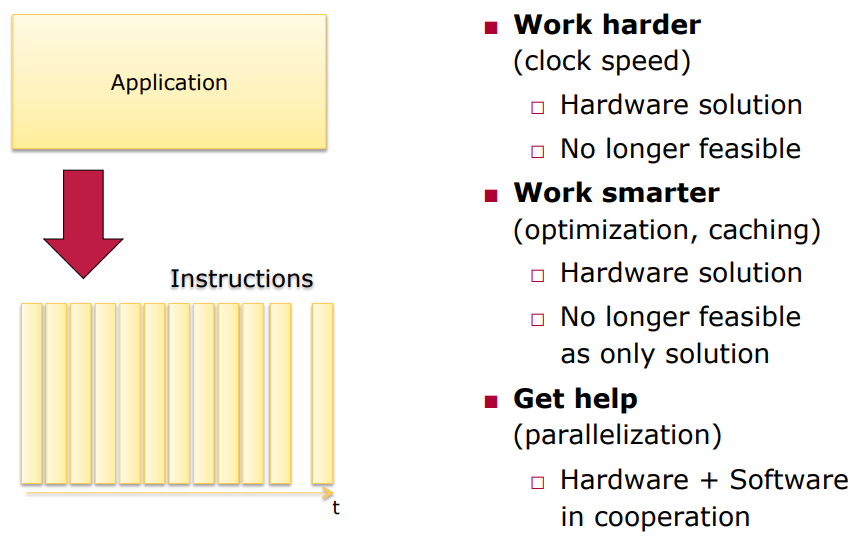 Application
Instructions
t
Work harder
(clock speed)
Hardware solution
No longer feasible
Work smarter
(optimization, caching)
Hardware solution
No longer feasible
as only solution
Get help
(parallelization)
Hardware + Software
in cooperation